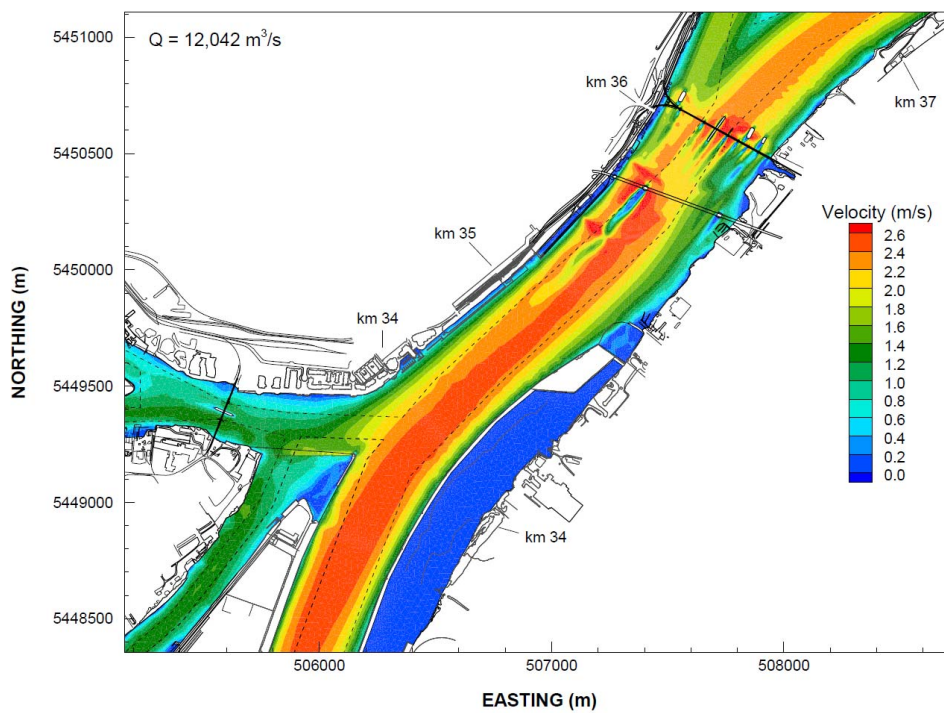 Q = 12,042 m³/s
5451000
km 36
km 37
5450500
km 35
5450000
Velocity (m/s)
2.6
2.4
2.2
2.0
1.8
1.6
1.4
1.2
1.0
0.8
0.6
0.4
0.2
0.0
km 34
5449500
NORTHING (m)
5449000
km 34
5448500
506000
507000
508000
EASTING (m)